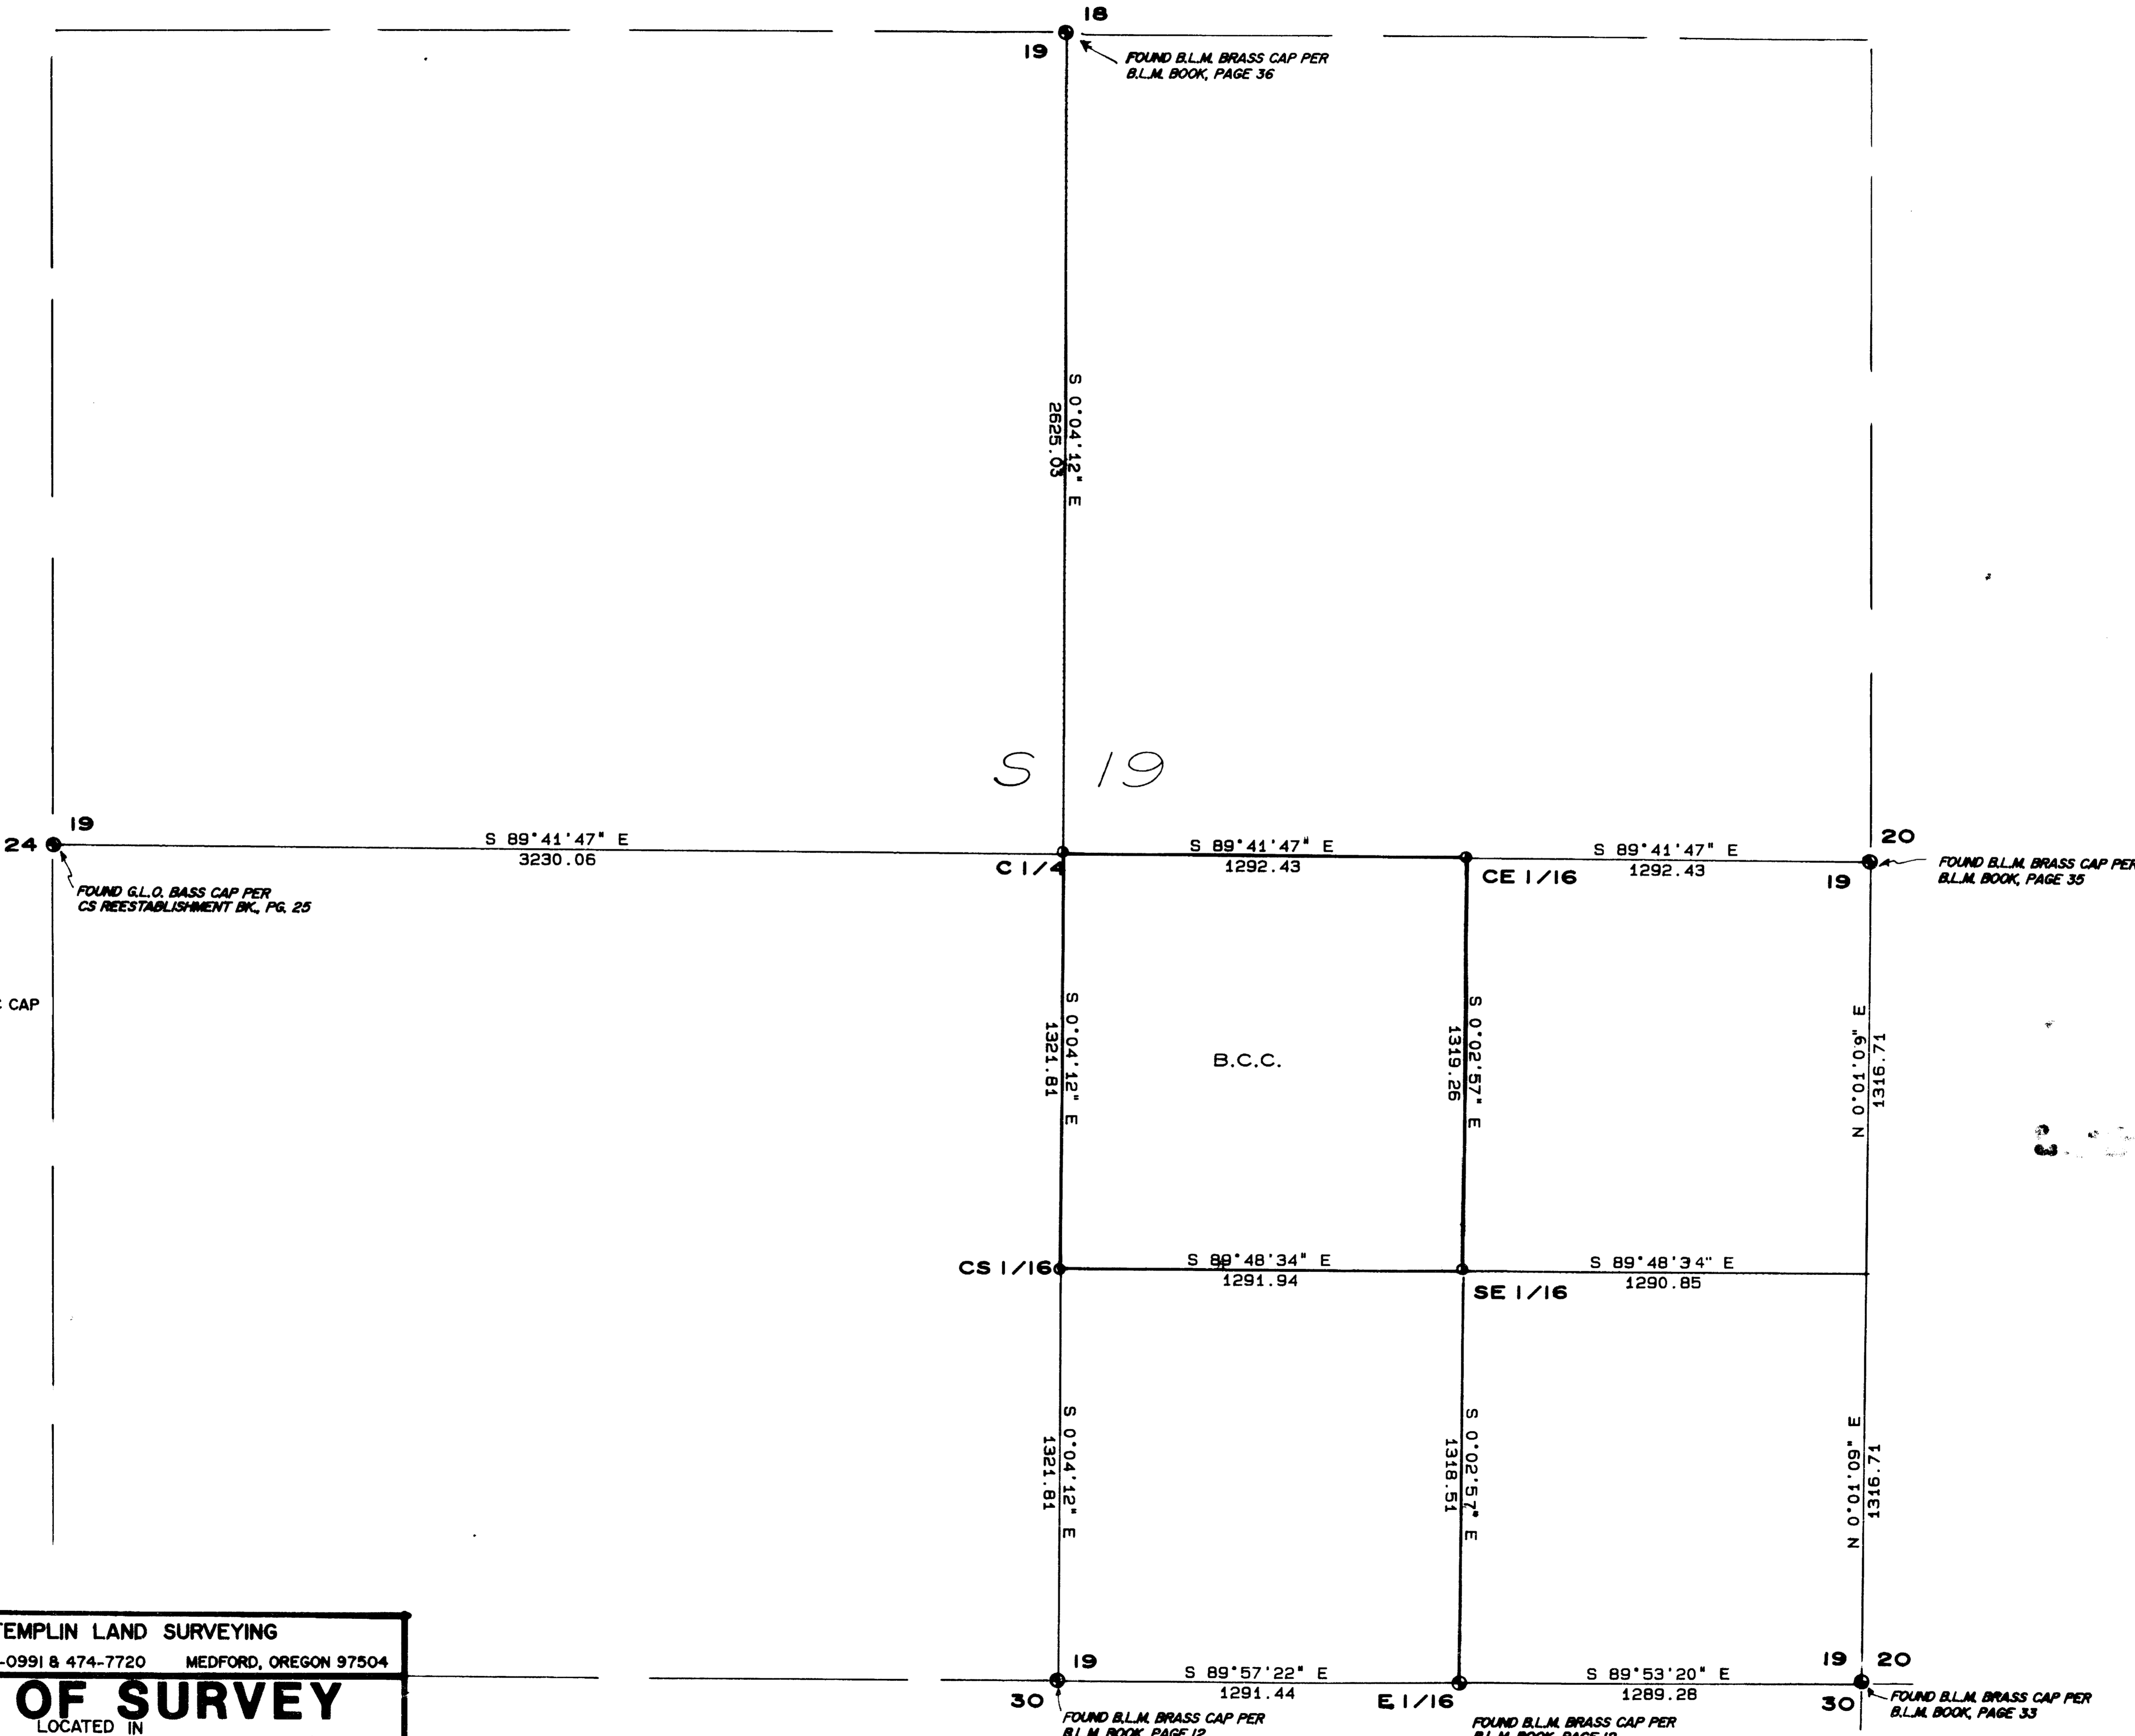 18
19
FOUND B.L.M. BRASS CAP PER
B.L.M. BOOK, PAGE 36
S 0°04'12" E
2625.03
S 19
24
19
S 89°41'47" E
3230.06
FOUND G.L.O. BASS CAP PER
CS REESTABLISHMENT BK., PG. 25
C 1/4
S 89°41'47" E
1292.43
CE 1/16
S 89°41'47" E
1292.43
20
19
FOUND B.L.M. BRASS CAP PER
B.L.M. BOOK, PAGE 35
CAP
S 0°04'12" E
1321.81
B.C.C.
S 0°02'57" E
1319.26
N 0°01'09" E
1316.71
CS 1/16
S 89°48'34" E
1291.94
SE 1/16
S 89°48'34" E
1290.85
S 0°04'12" E
1321.81
S 0°02'57" E
1318.51
N 0°01'09" E
1316.71
TEMPLIN LAND SURVEYING
-0991 & 474-7720 MEDFORD, OREGON 97504
OF SURVEY
LOCATED IN
19
30
S 89°57'22" E
1291.44
E 1/16
S 89°53'20" E
1289.28
19 20
30
FOUND B.L.M. BRASS CAP PER
B.L.M. BOOK, PAGE 33
FOUND B.L.M. BRASS CAP PER
B.L.M. BOOK, PAGE 12
FOUND B.L.M. BRASS CAP PER
B.L.M. BOOK, PAGE